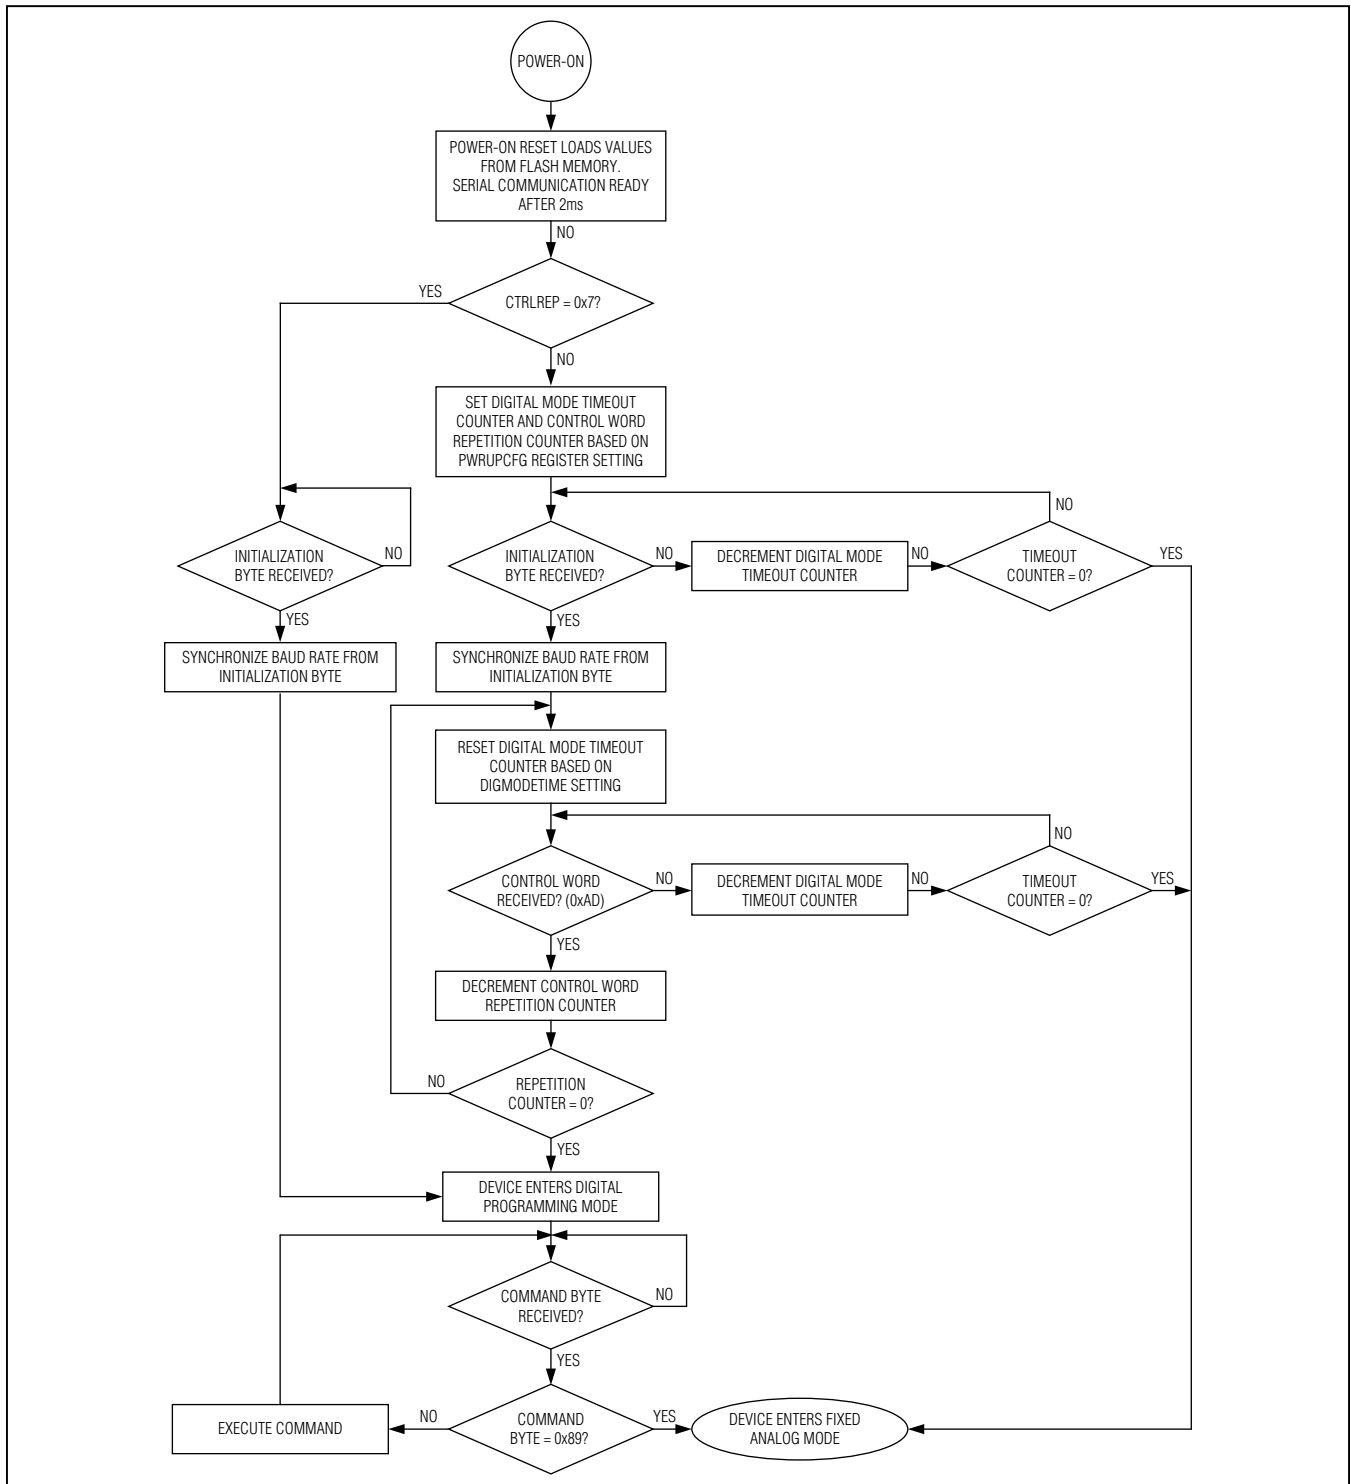 POWER-ON
POWER-ON RESET LOADS VALUES
FROM FLASH MEMORY.
SERIAL COMMUNICATION READY
AFTER 2ms
NO
YES
CTRLREP = 0x7?
NO
SET DIGITAL MODE TIMEOUT
COUNTER AND CONTROL WORD
REPETITION COUNTER BASED ON
PWRUPCFG REGISTER SETTING
NO
INITIALIZATION
BYTE RECEIVED?
NO
INITIALIZATION
BYTE RECEIVED?
NO
DECREMENT DIGITAL MODE
TIMEOUT COUNTER
NO
TIMEOUT
COUNTER = 0?
YES
YES
YES
SYNCHRONIZE BAUD RATE FROM
INITIALIZATION BYTE
SYNCHRONIZE BAUD RATE FROM
INITIALIZATION BYTE
RESET DIGITAL MODE TIMEOUT
COUNTER BASED ON
DIGMODETIME SETTING
NO
CONTROL WORD
RECEIVED? (0xAD)
NO
DECREMENT DIGITAL MODE
TIMEOUT COUNTER
NO
TIMEOUT
COUNTER = 0?
YES
YES
DECREMENT CONTROL WORD
REPETITION COUNTER
NO
REPETITION
COUNTER = 0?
YES
DEVICE ENTERS DIGITAL
PROGRAMMING MODE
COMMAND BYTE
RECEIVED?
NO
YES
EXECUTE COMMAND
NO
COMMAND
BYTE = 0x89?
YES
DEVICE ENTERS FIXED
ANALOG MODE